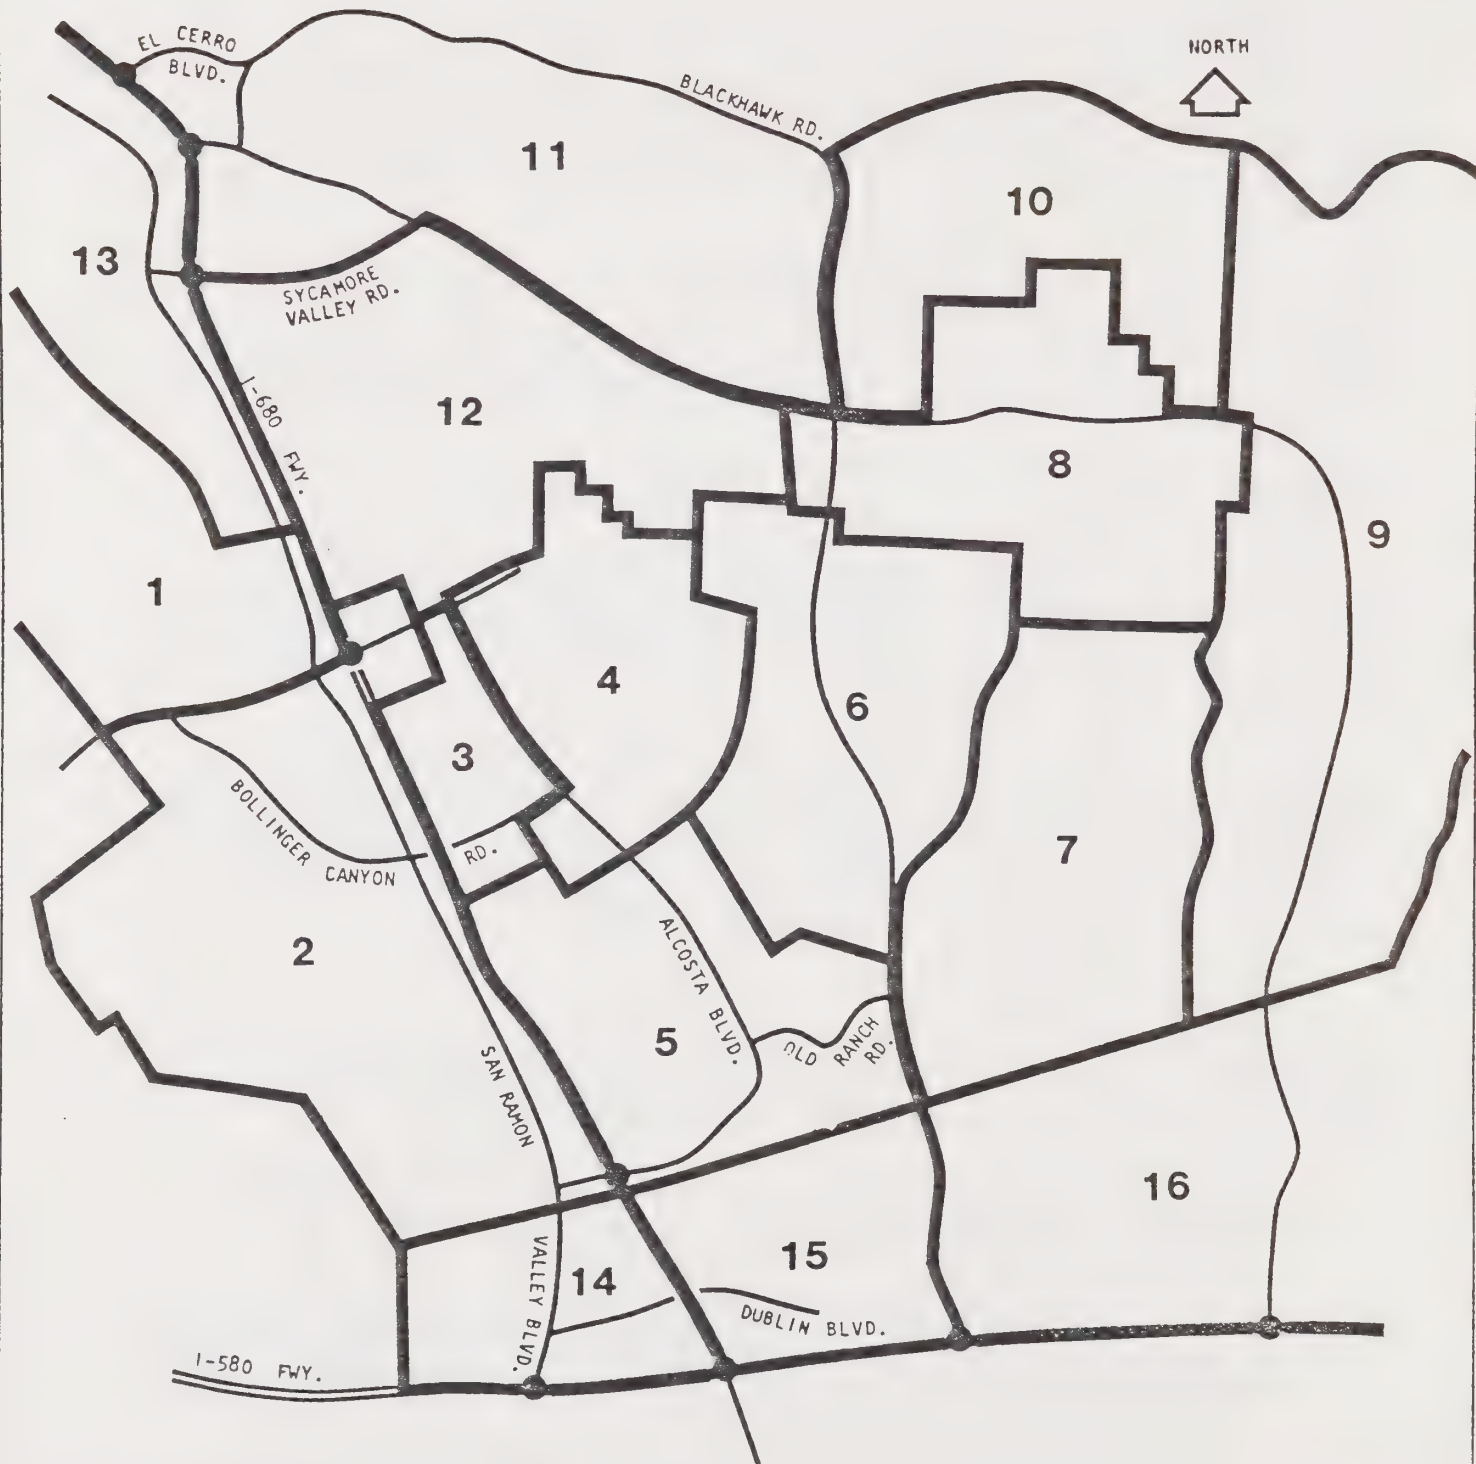 EL CERRO
BLVD.
NORTH
BLACKHAWK RD.
11
10
13
SYCAMORE
VALLEY RD.
I-680 FWY.
12
8
9
1
4
6
3
7
BOLLINGER
CANYON
RD.
2
ALCOSTA BLVD.
5
OLD RANCH
RD.
SAN RAMON
16
VALLEY BLVD.
15
14
DUBLIN BLVD.
I-580 FWY.